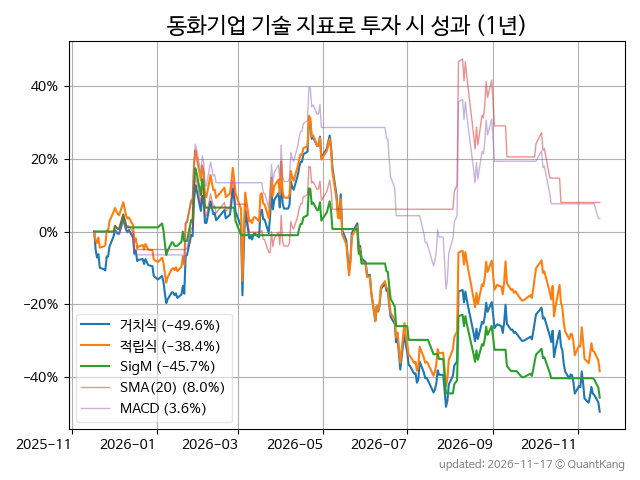 동화기업 기술 지표로 투자 시 성과 (1년)
40%
20%
0%
−20%
−40%
거치식 (−49.6%)
적립식 (−38.4%)
SigM (−45.7%)
SMA(20) (8.0%)
MACD (3.6%)
2025-11 2026-01 2026-03 2026-05 2026-07 2026-09 2026-11
updated: 2026-11-17 © QuantKang